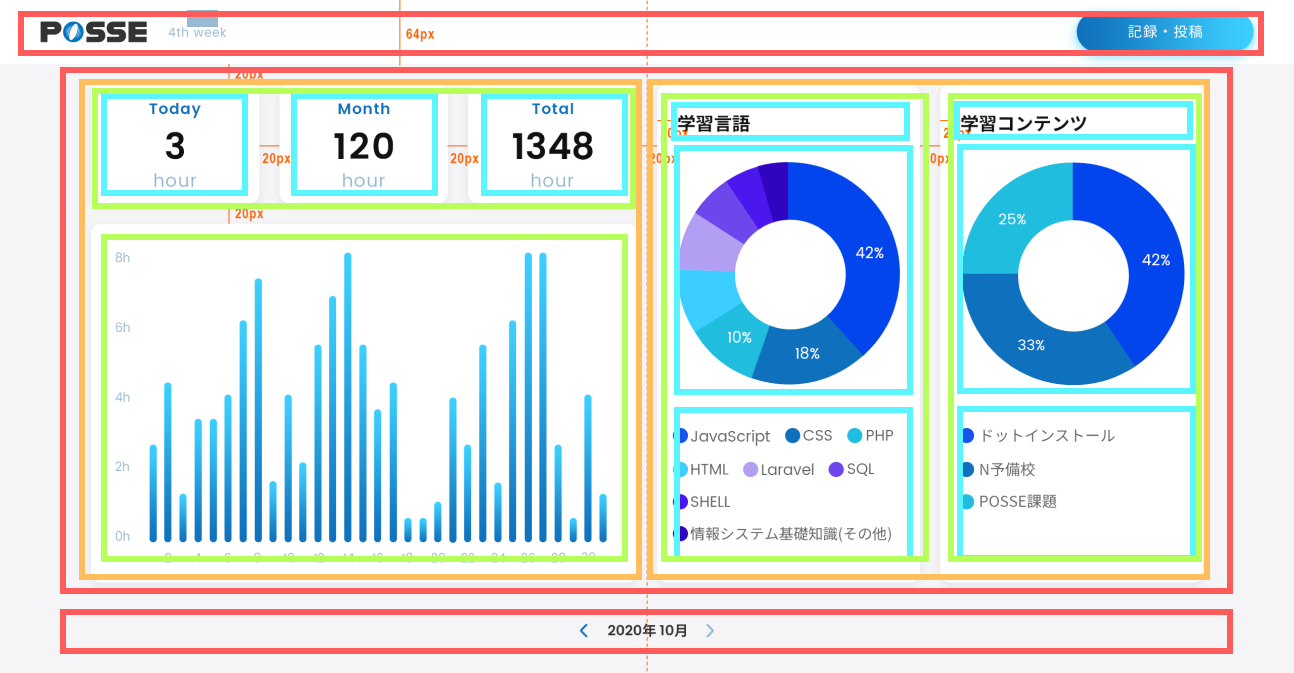 POSSE
4th week
64px
記録・投稿
20px
Today
3
hour
Month
120
hour
Total
1348
hour
20px
20px
20px
8h
6h
4h
2h
0h
2 4 6 8 10 12 14 16 18 20 22 24 26 28 30
学習言語
42%
18%
10%
JavaScript CSS PHP
HTML Laravel SQL
SHELL
情報システム基礎知識(その他)
学習コンテンツ
42%
33%
25%
ドットインストール
N予備校
POSSE課題
2020年 10月